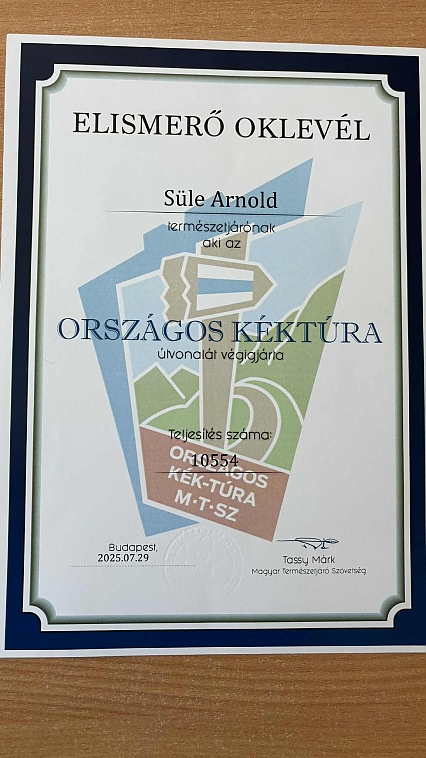 ELISMERŐ OKLEVÉL
Süle Arnold
természetjárónak
aki az
ORSZÁGOS KÉKTÚRA
útvonalát végigjárta
Teljesítés száma:
10554
ORSZÁGOS
KÉK-TÚRA
M·T·SZ
Budapest,
2025.07.29
Tassy Márk
Magyar Természetjáró Szövetség